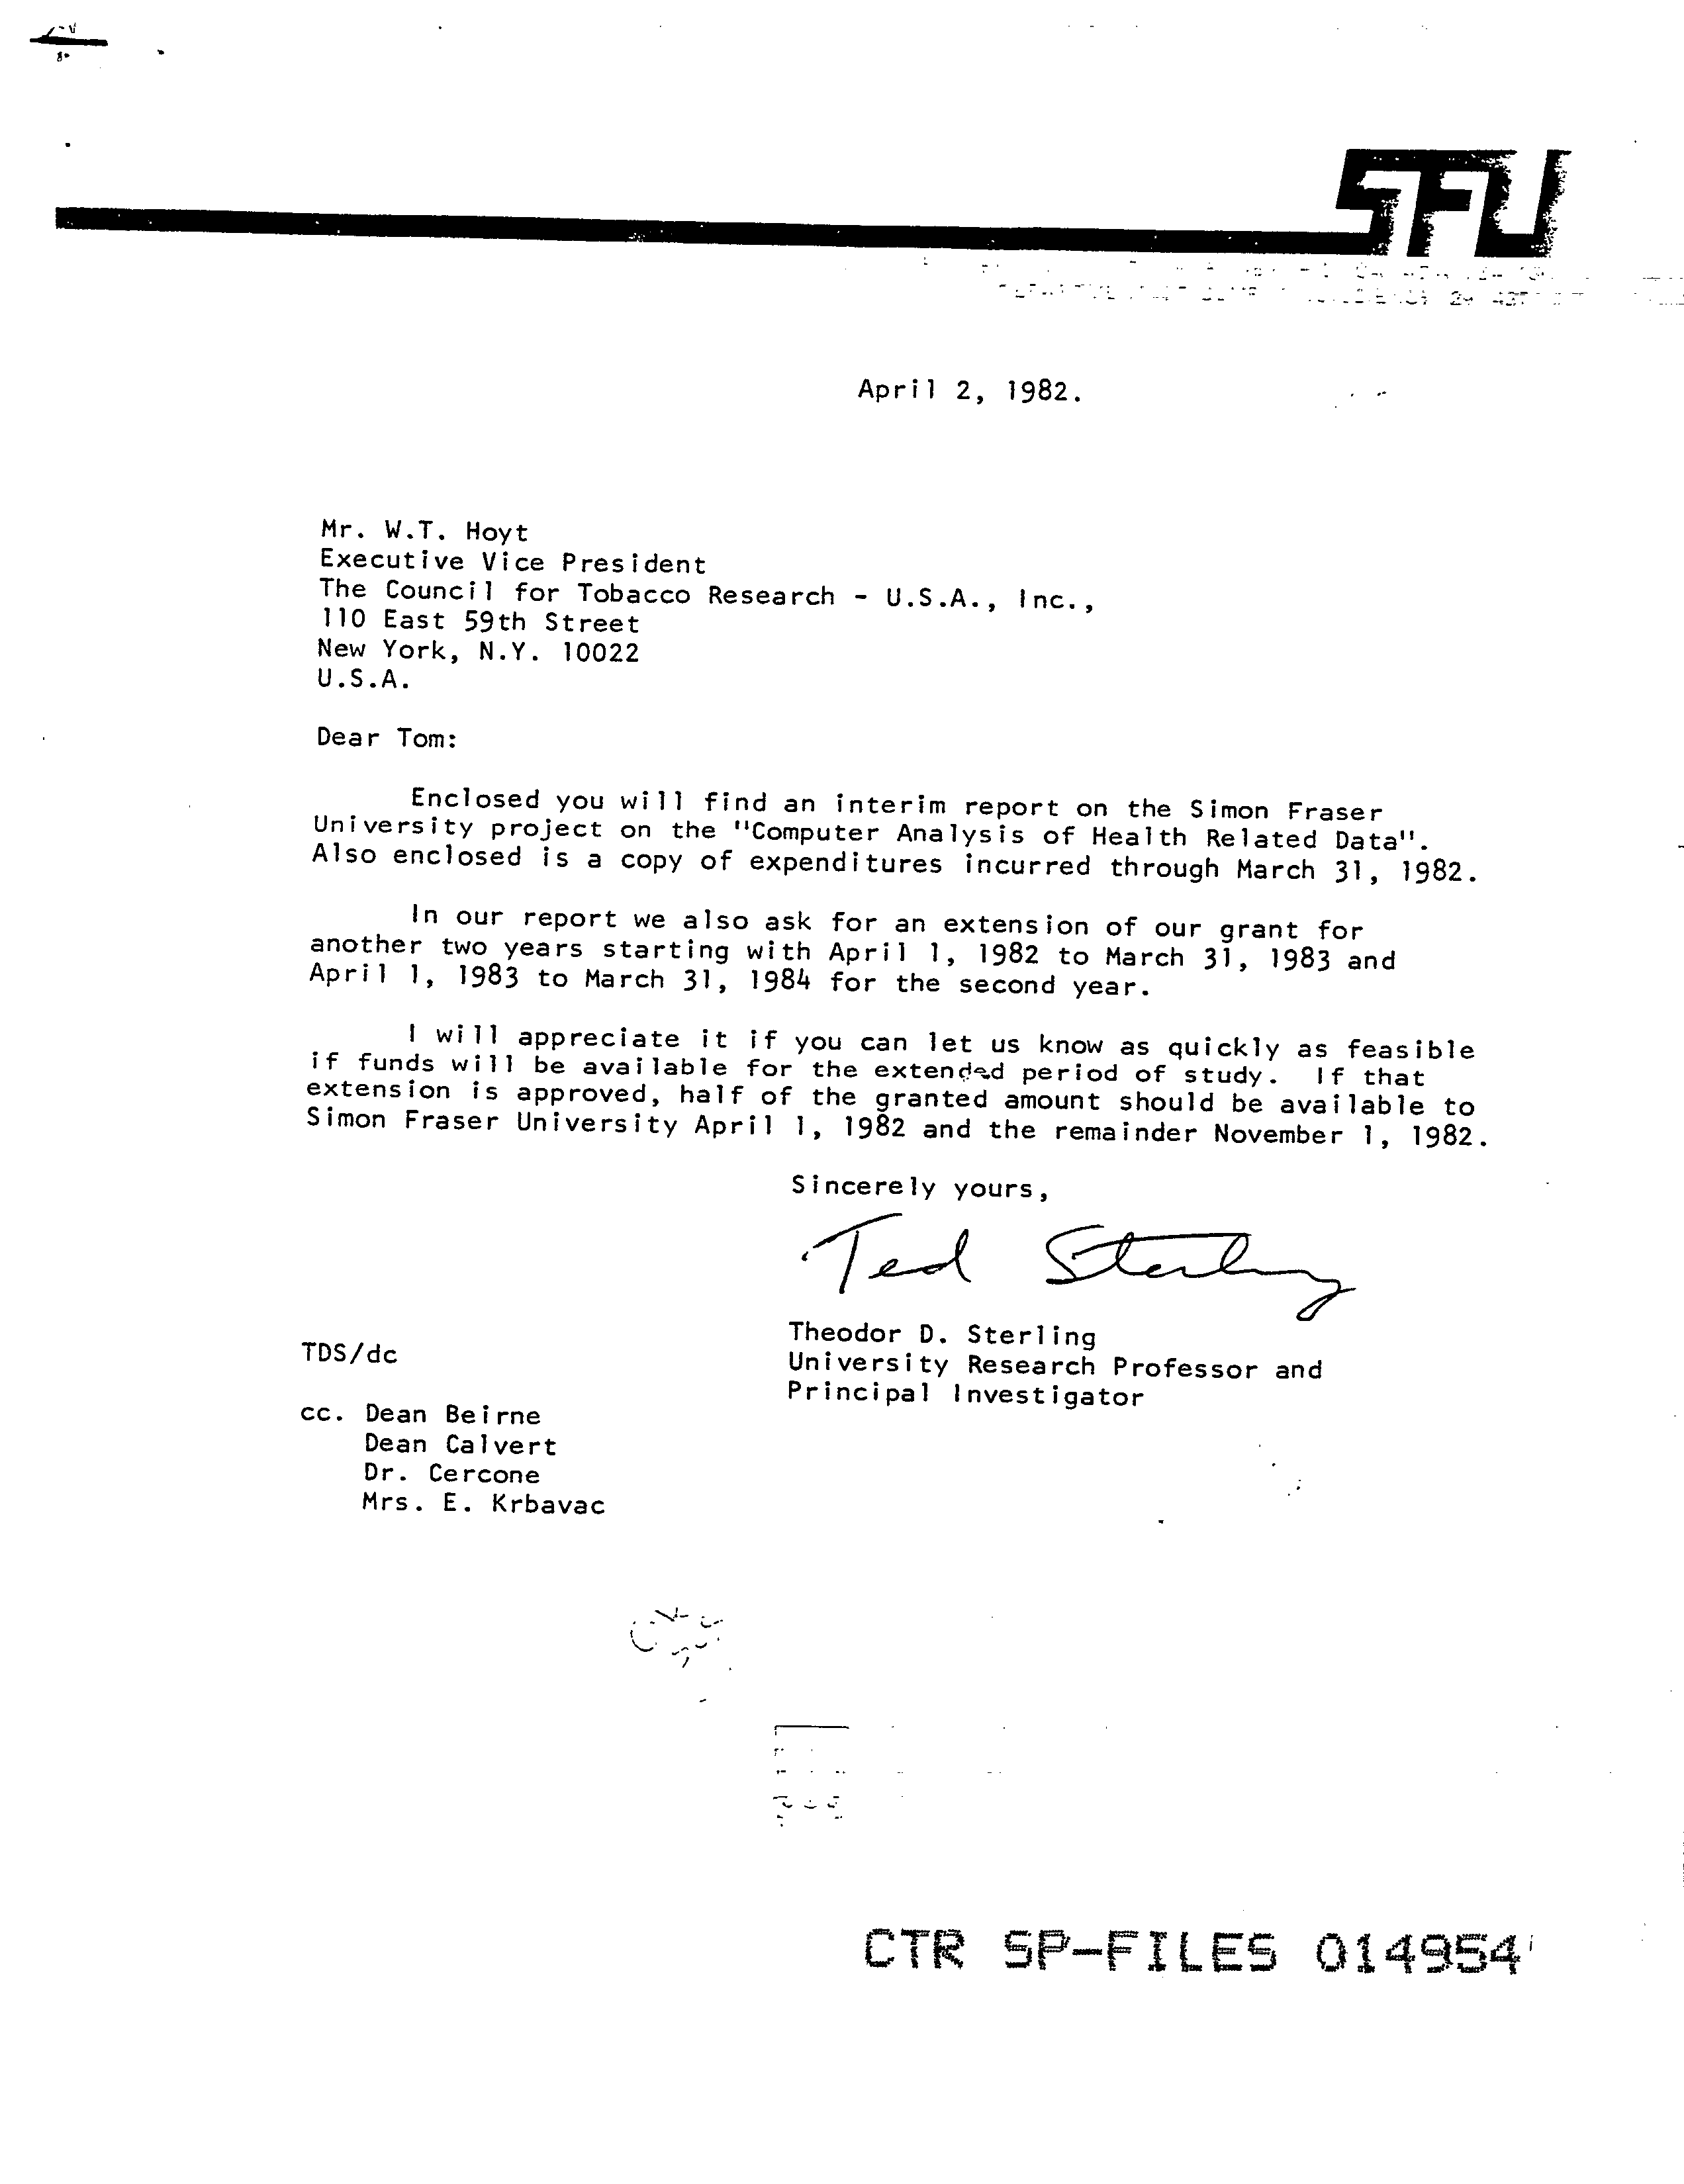 SFU
April 2, 1982.
Mr. W.T. Hoyt
Executive Vice President
The Council for Tobacco Research - U.S.A., Inc.,
110 East 59th Street
New York, N.Y. 10022
U.S.A.
Dear Tom:
Enclosed you will find an interim report on the Simon Fraser
University project on the "Computer Analysis of Health Related Data".
Also enclosed is a copy of expenditures incurred through March 31, 1982.
In our report we also ask for an extension of our grant for
another two years starting with April 1, 1982 to March 31, 1983 and
April 1, 1983 to March 31, 1984 for the second year.
I will appreciate it if you can let us know as quickly as feasible
if funds will be available for the extended period of study. If that
extension is approved, half of the granted amount should be available to
Simon Fraser University April 1, 1982 and the remainder November 1, 1982.
Sincerely yours,
Ted Sterling
Theodor D. Sterling
University Research Professor and
Principal Investigator
TDS/dc
cc. Dean Beirne
Dean Calvert
Dr. Cercone
Mrs. E. Krbavac
CTR SP-FILES 014954